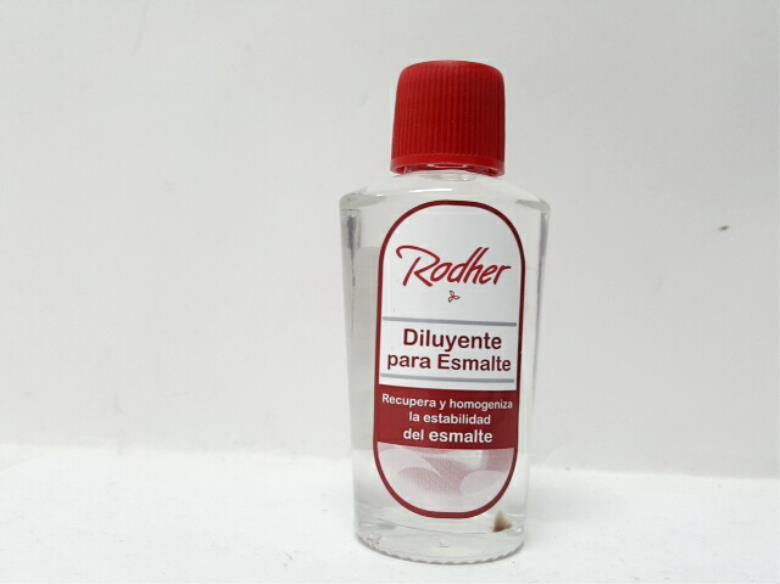 Rodher
Diluyente
para Esmalte
Recupera y homogeniza
la estabilidad
del esmalte